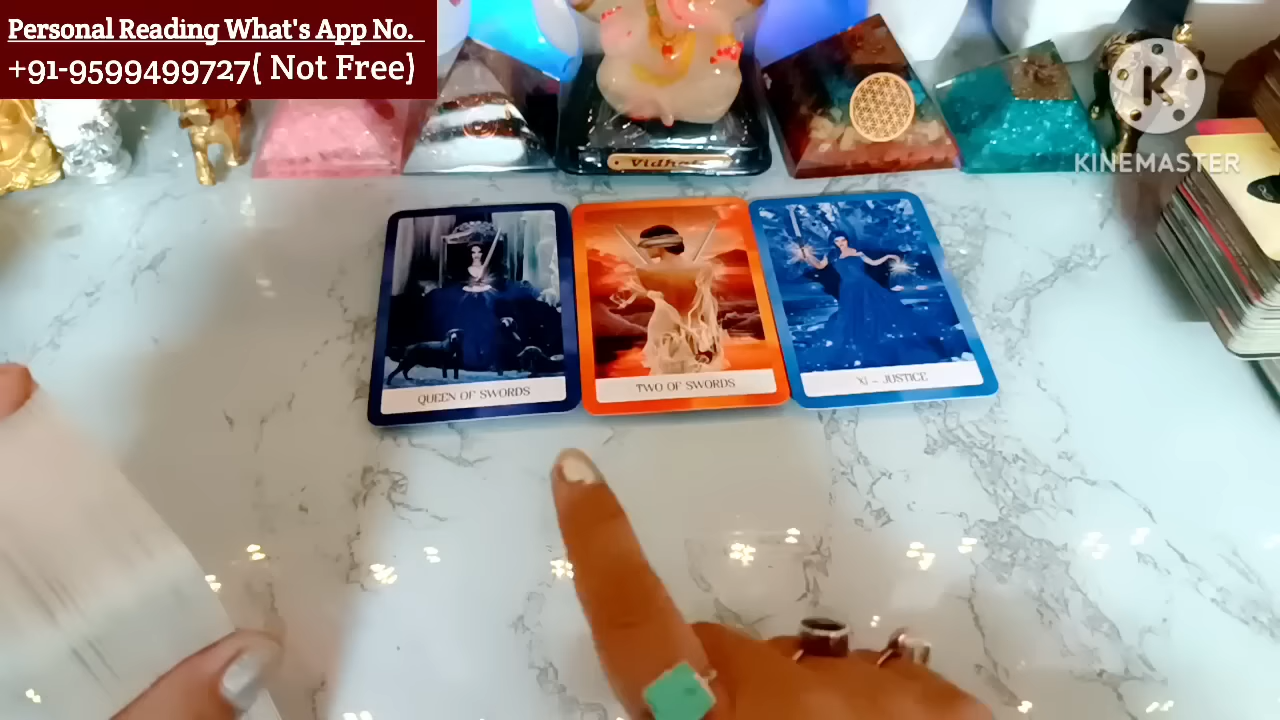 Personal Reading What's App No.
+91-9599499727( Not Free)
K
KINEMASTER
QUEEN OF SWORDS
TWO OF SWORDS
XI – JUSTICE